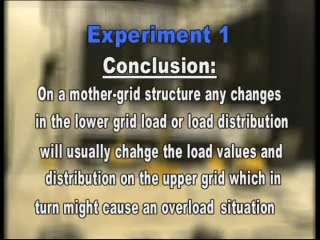 Experiment 1
Conclusion:
On a mother-grid structure any changes
in the lower grid load or load distribution
will usually chahge the load values and
distribution on the upper grid which in
turn might cause an overload situation